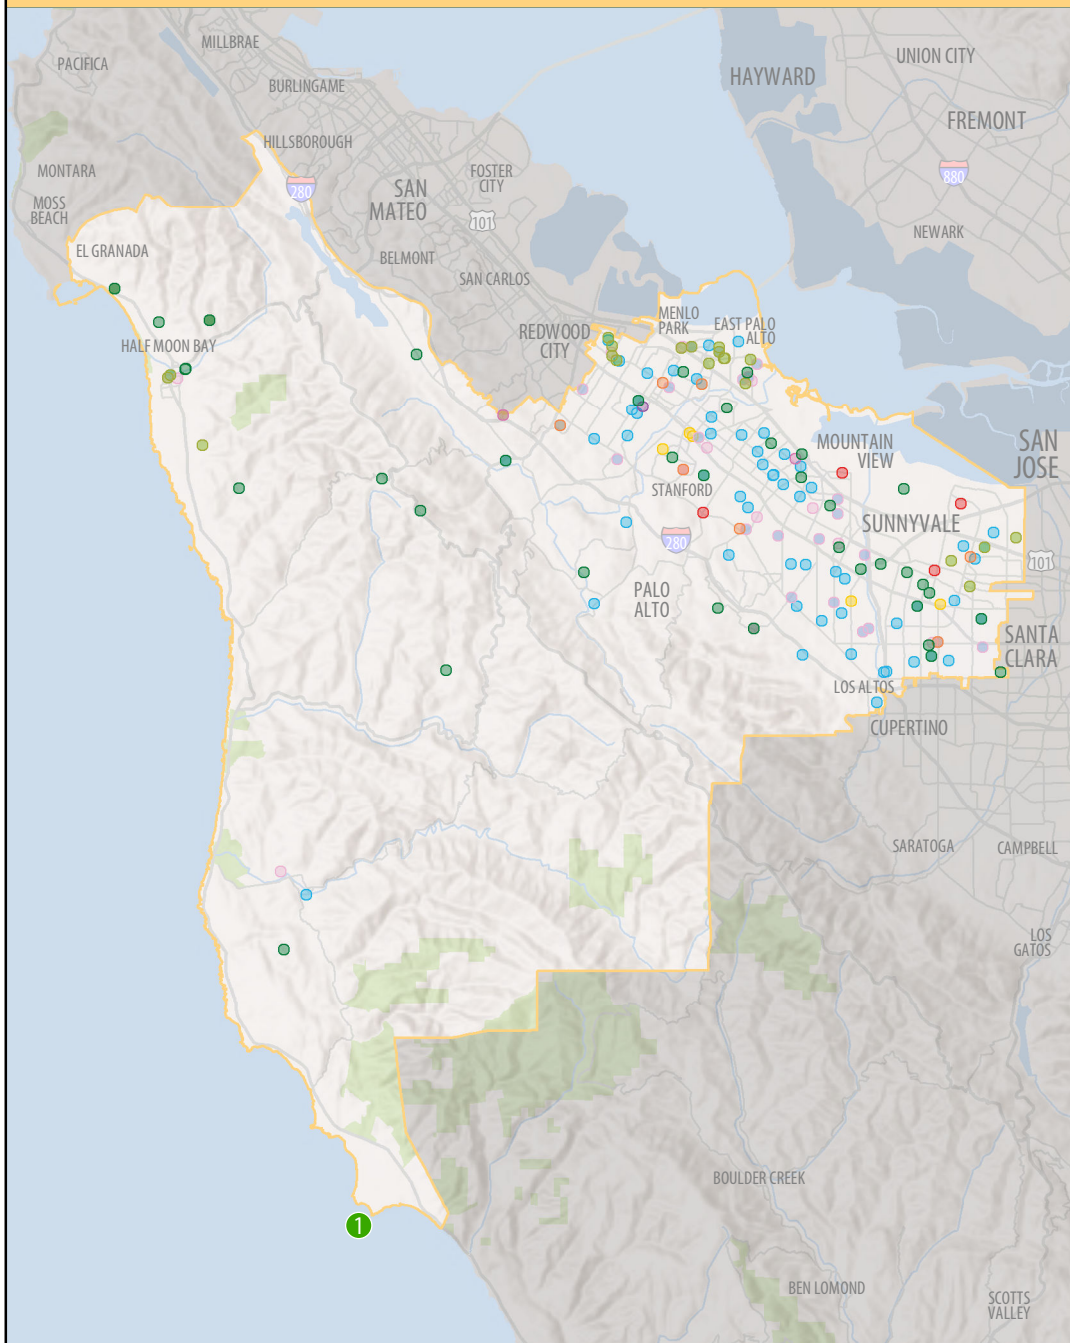 MILLBRAE
PACIFICA
BURLINGAME
HILLSBOROUGH
UNION CITY
HAYWARD
FREMONT
MONTARA
MOSS
BEACH
280
SAN
MATEO
FOSTER
CITY
101
880
NEWARK
EL GRANADA
BELMONT
SAN CARLOS
REDWOOD
CITY
MENLO
PARK
EAST PALO
ALTO
HALF MOON BAY
MOUNTAIN
VIEW
SAN
JOSE
STANFORD
SUNNYVALE
280
101
PALO
ALTO
SANTA
CLARA
LOS ALTOS
CUPERTINO
SARATOGA
CAMPBELL
LOS
GATOS
BOULDER CREEK
1
BEN LOMOND
SCOTTS
VALLEY